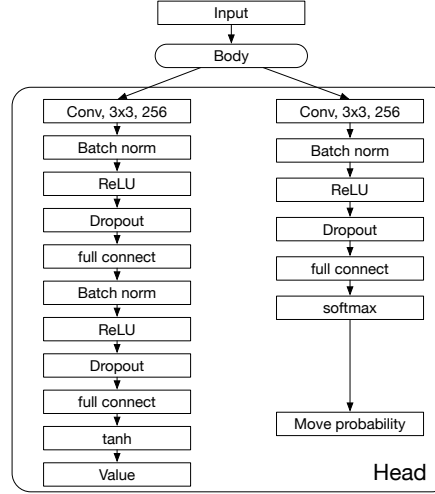 Input
Body
Conv, 3x3, 256
Batch norm
ReLU
Dropout
full connect
Batch norm
ReLU
Dropout
full connect
tanh
Value
Conv, 3x3, 256
Batch norm
ReLU
Dropout
full connect
softmax
Move probability
Head